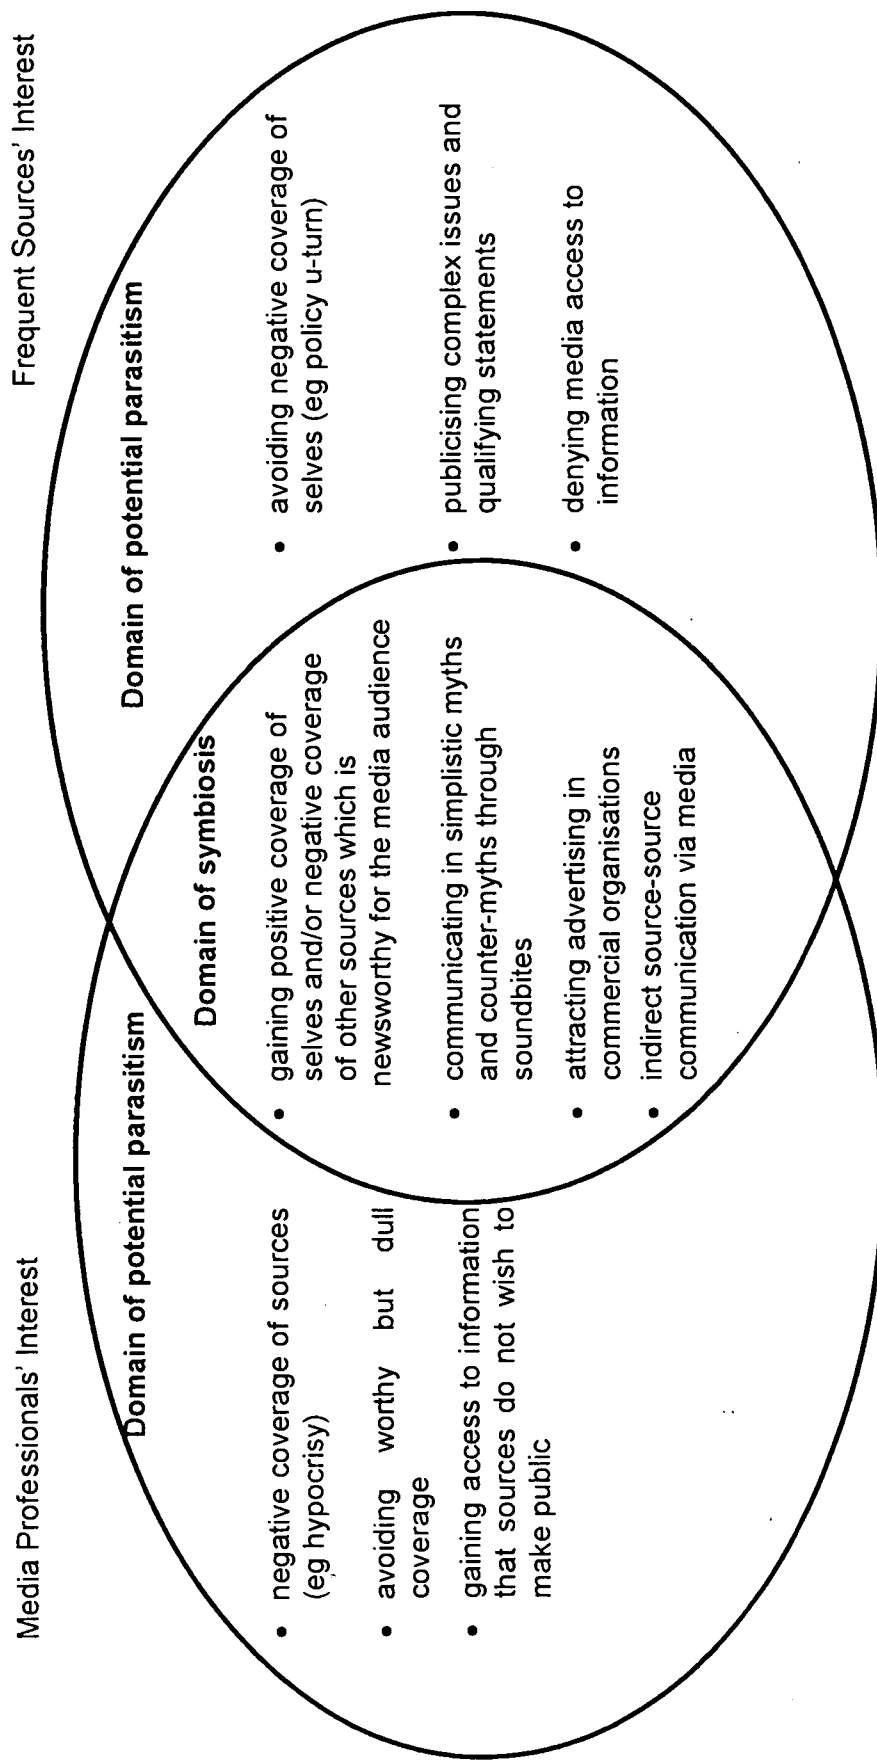 Media Professionals' Interest
Domain of potential parasitism
• negative coverage of sources
(eg hypocrisy)
• avoiding worthy but dull
coverage
• gaining access to information
that sources do not wish to
make public
Domain of symbiosis
• gaining positive coverage of
selves and/or negative coverage
of other sources which is
newsworthy for the media audience
• communicating in simplistic myths
and counter-myths through
soundbites
• attracting advertising in
commercial organisations
• indirect source-source
communication via media
Frequent Sources' Interest
Domain of potential parasitism
• avoiding negative coverage of
selves (eg policy u-turn)
• publicising complex issues and
qualifying statements
• denying media access to
information